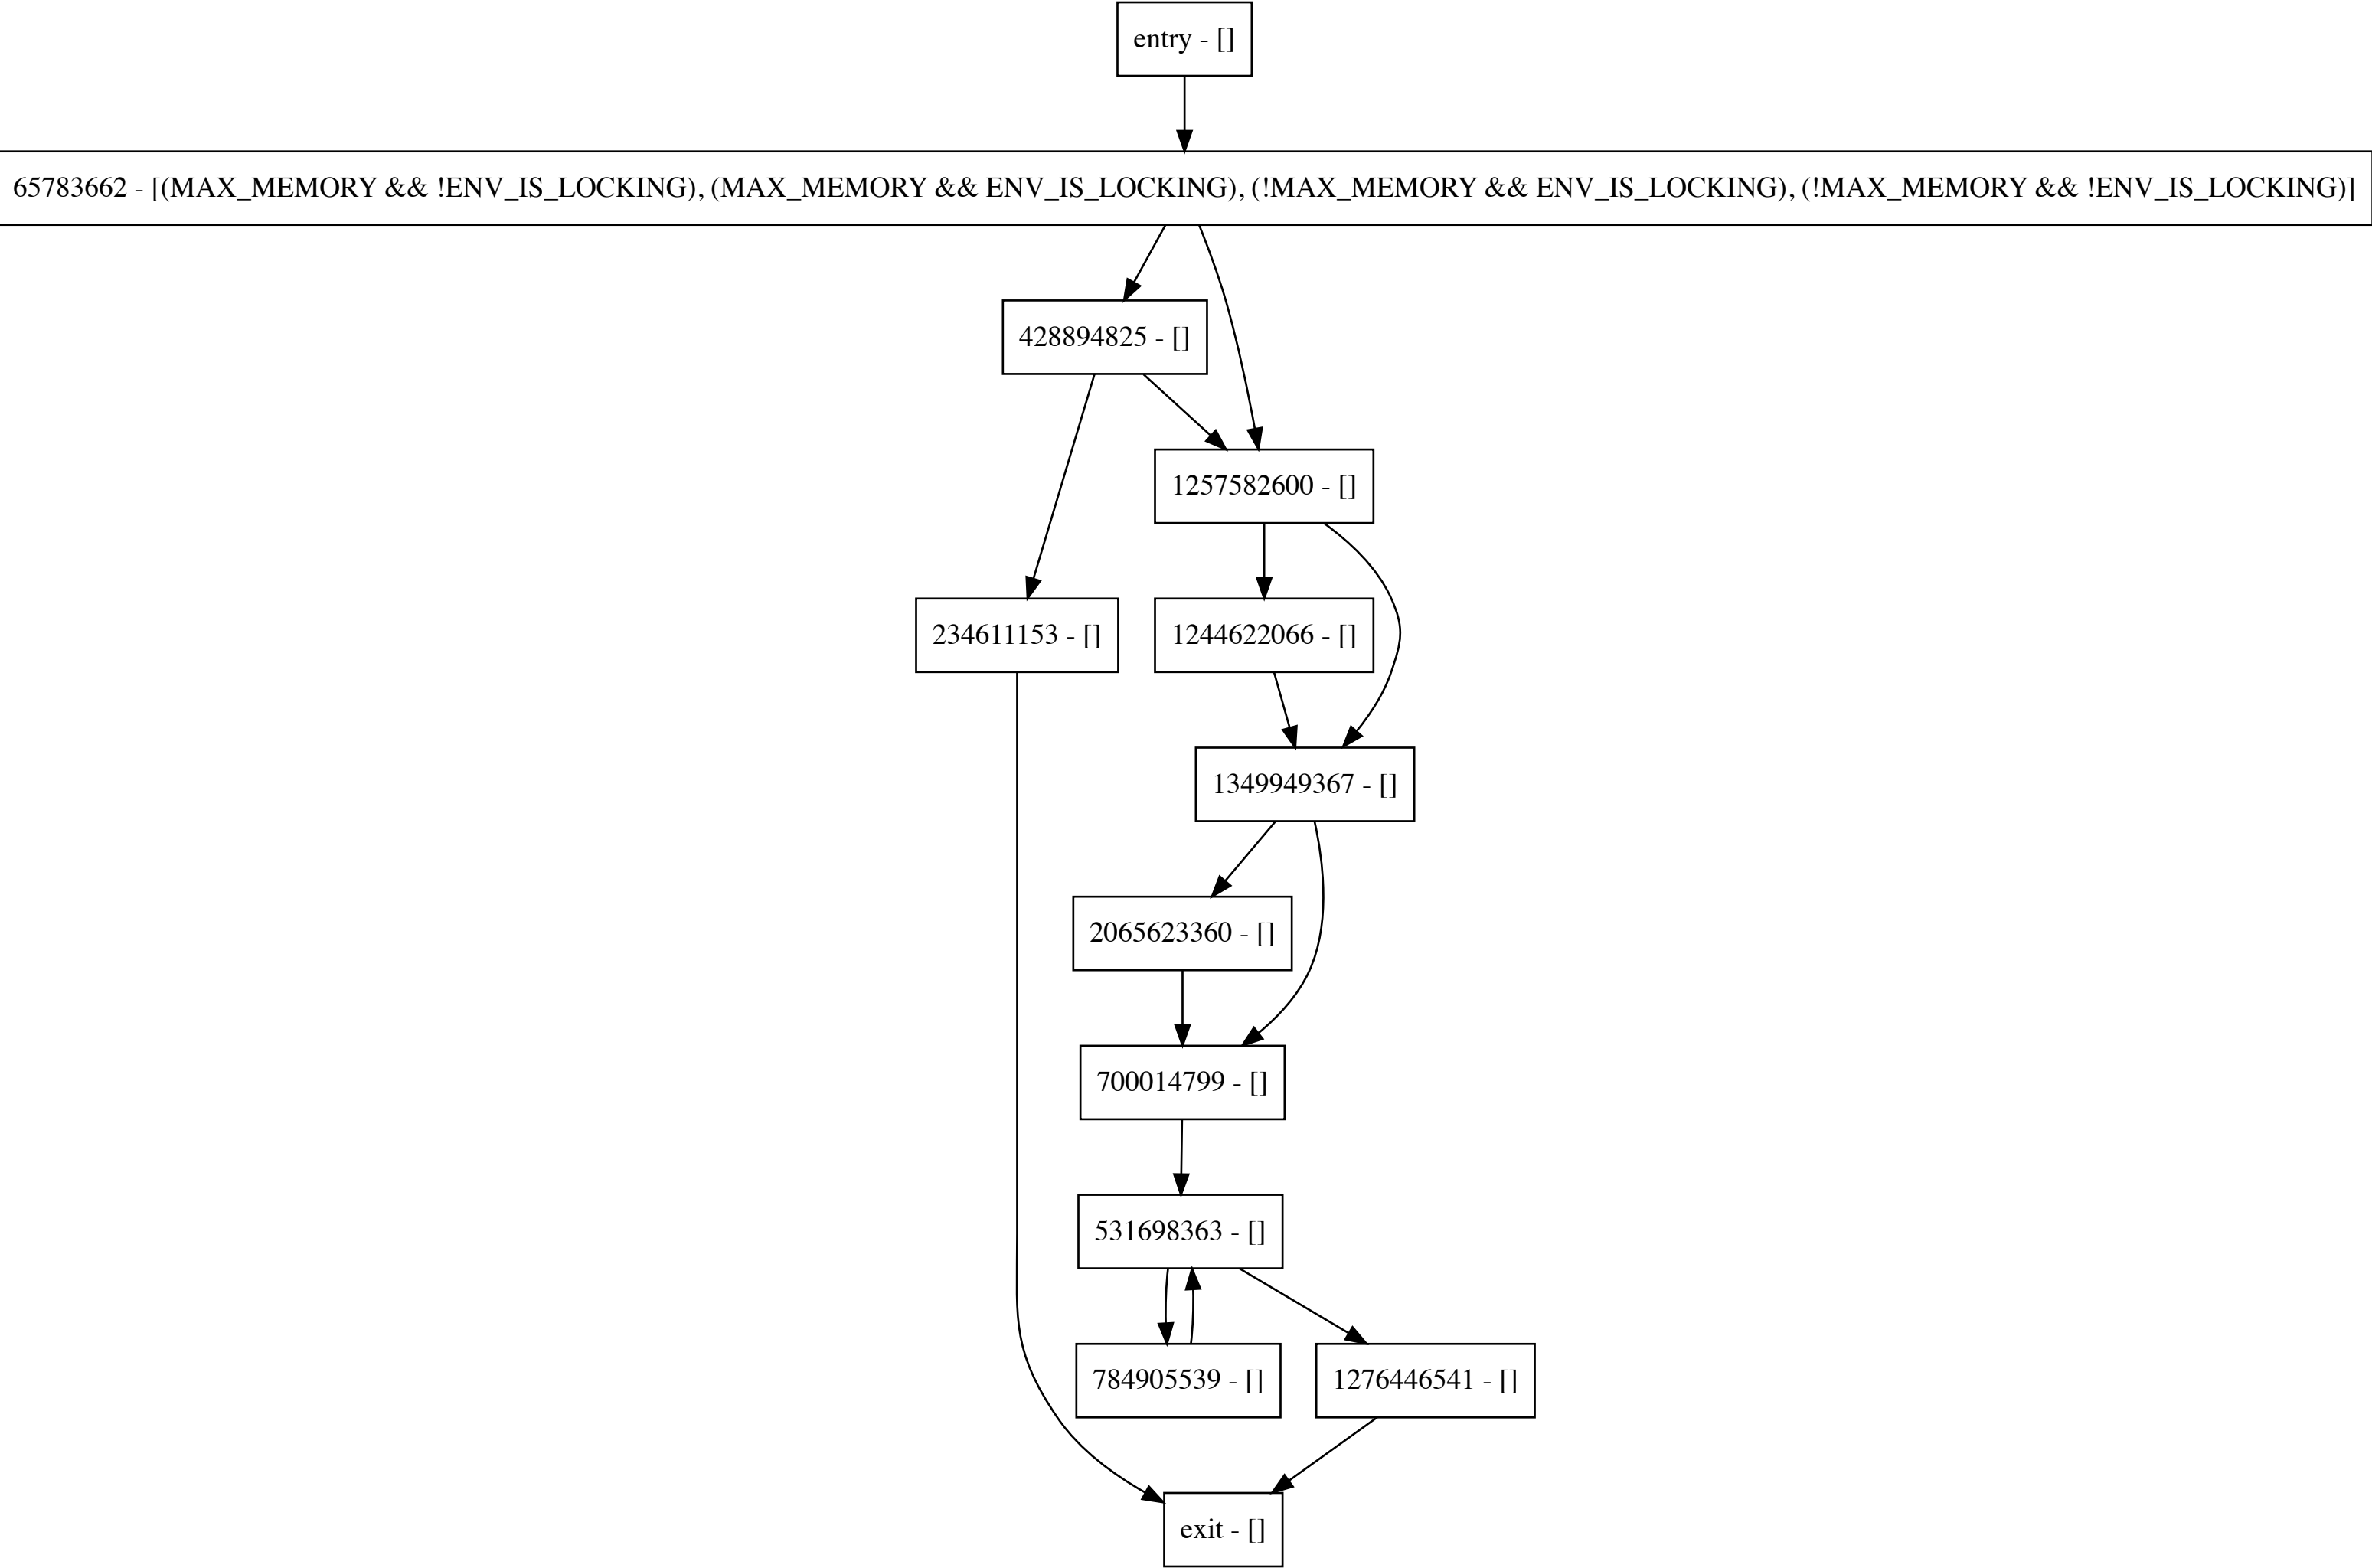 entry - []
65783662 - [(MAX_MEMORY && !ENV_IS_LOCKING), (MAX_MEMORY && ENV_IS_LOCKING), (!MAX_MEMORY && ENV_IS_LOCKING), (!MAX_MEMORY && !ENV_IS_LOCKING)]
428894825 - []
1257582600 - []
234611153 - []
1244622066 - []
1349949367 - []
2065623360 - []
700014799 - []
531698363 - []
784905539 - []
1276446541 - []
exit - []